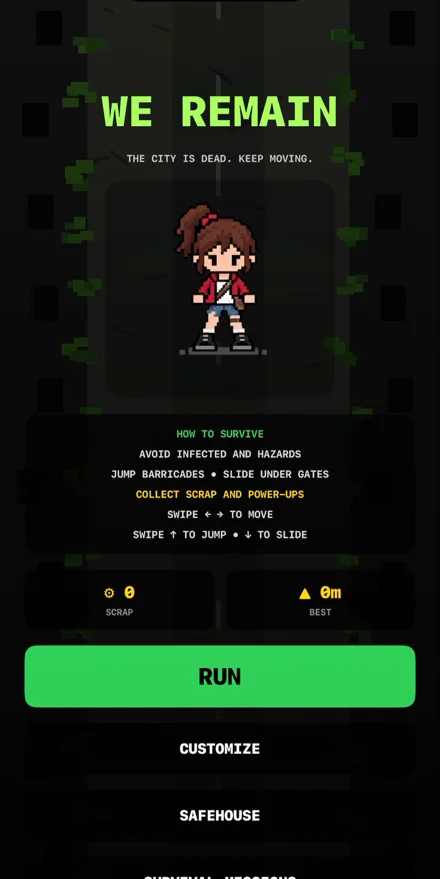 WE REMAIN
THE CITY IS DEAD. KEEP MOVING.
HOW TO SURVIVE
AVOID INFECTED AND HAZARDS
JUMP BARRICADES • SLIDE UNDER GATES
COLLECT SCRAP AND POWER-UPS
SWIPE ← → TO MOVE
SWIPE ↑ TO JUMP • ↓ TO SLIDE
⚙ 0
SCRAP
▲ 0m
BEST
RUN
CUSTOMIZE
SAFEHOUSE